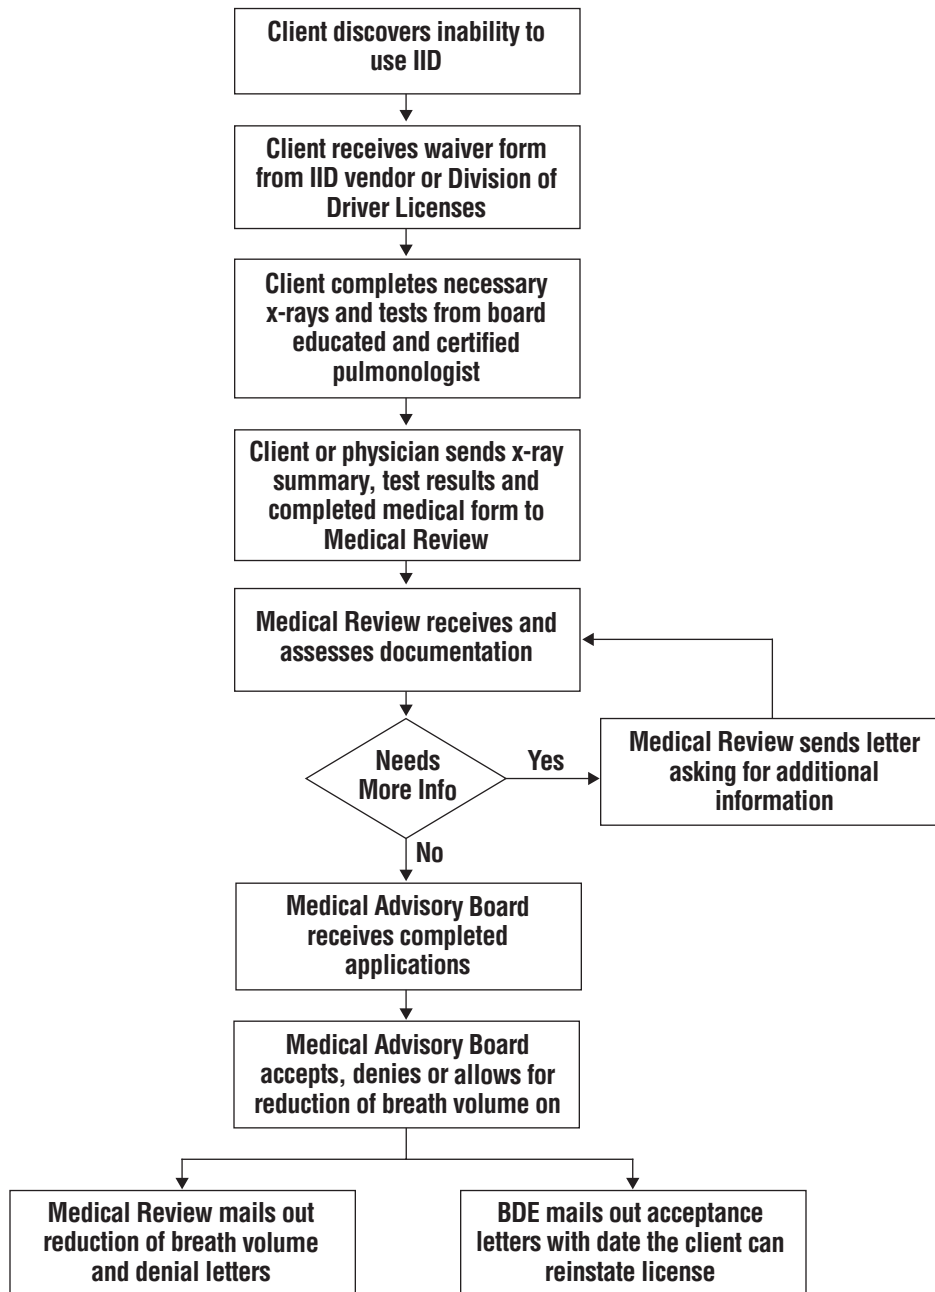 Client discovers inability to
use IID
Client receives waiver form
from IID vendor or Division of
Driver Licenses
Client completes necessary
x-rays and tests from board
educated and certified
pulmonologist
Client or physician sends x-ray
summary, test results and
completed medical form to
Medical Review
Medical Review receives and
assesses documentation
Needs
More Info
Yes
Medical Review sends letter
asking for additional
information
No
Medical Advisory Board
receives completed
applications
Medical Advisory Board
accepts, denies or allows for
reduction of breath volume on
Medical Review mails out
reduction of breath volume
and denial letters
BDE mails out acceptance
letters with date the client can
reinstate license